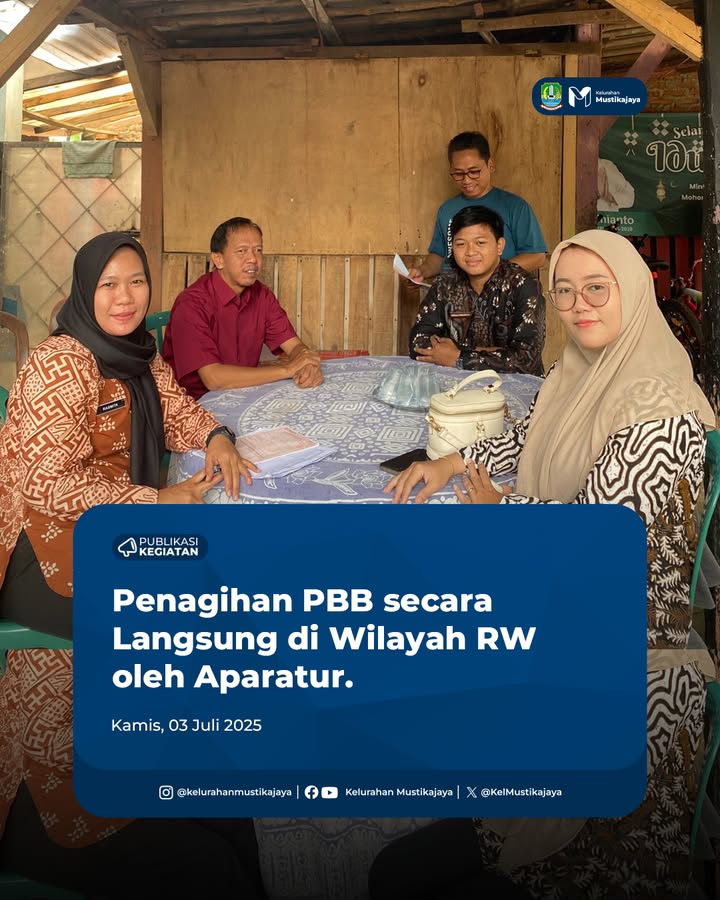 Kelurahan
Mustikajaya
Mohon
PUBLIKASI
KEGIATAN
Penagihan PBB secara
Langsung di Wilayah RW
oleh Aparatur.
Kamis, 03 Juli 2025
@kelurahanmustikajaya
Kelurahan Mustikajaya
@KelMustikajaya